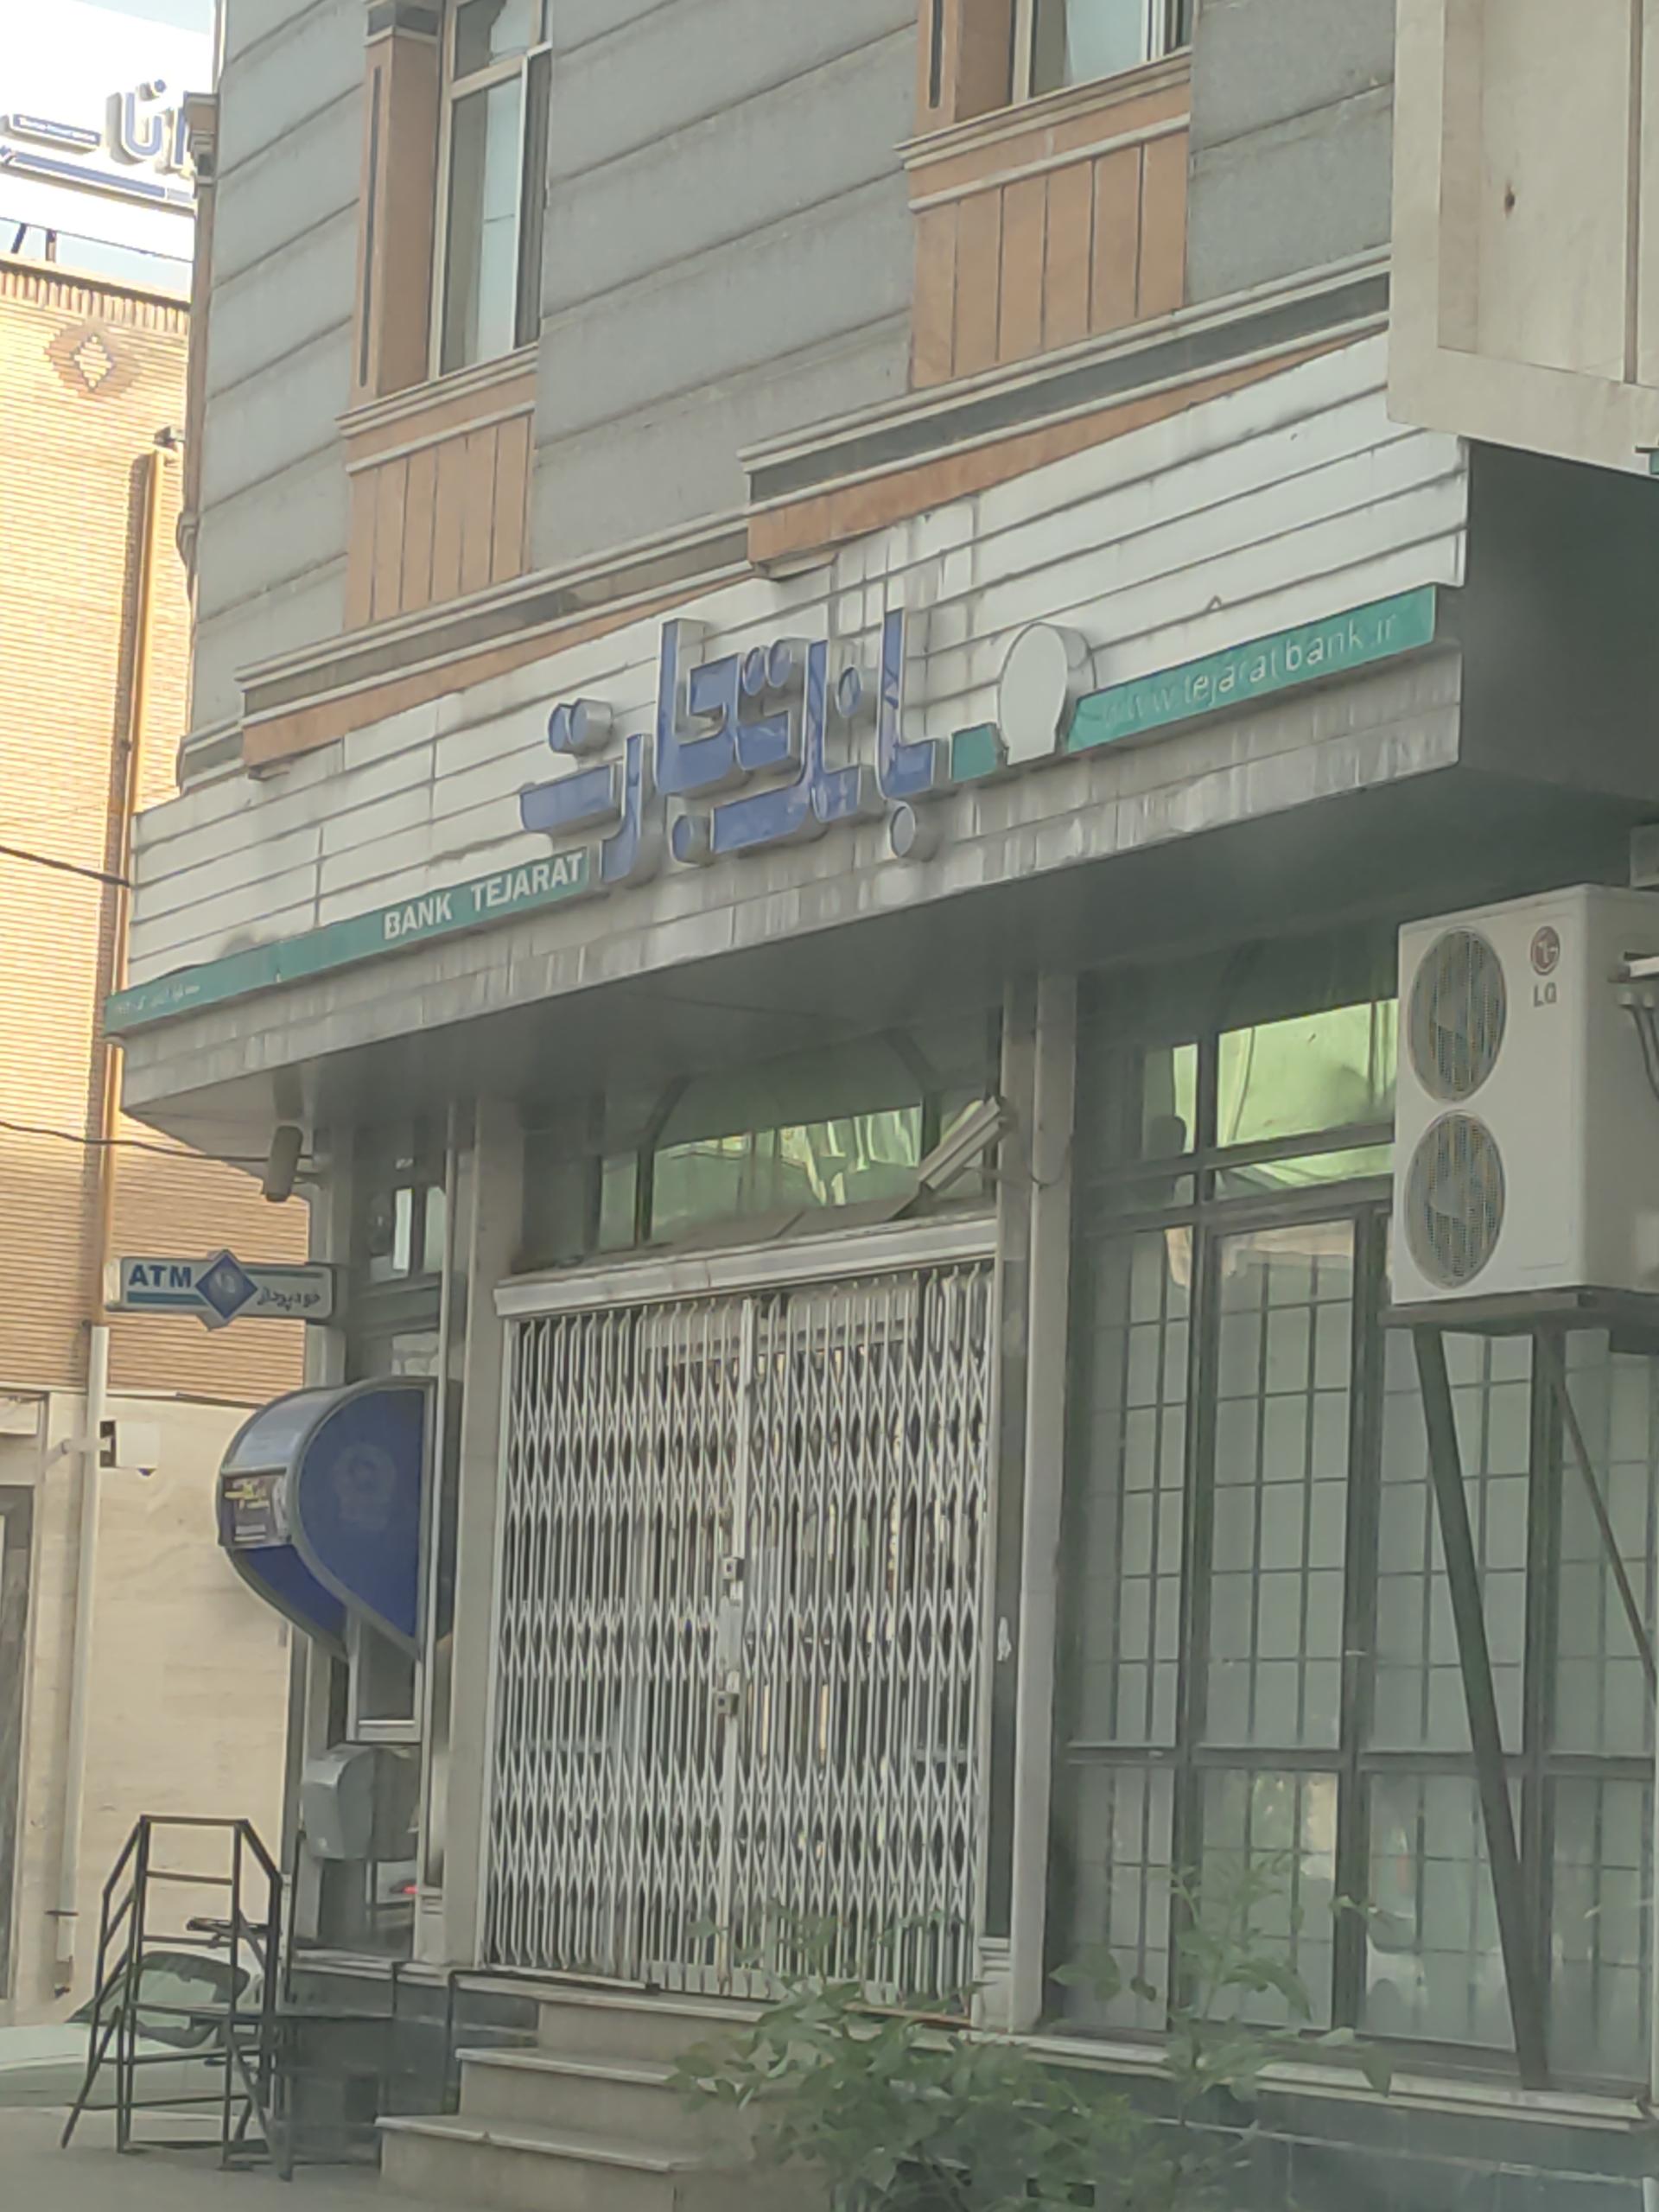 بانک تجارت
www.tejaratbank.ir
BANK TEJARAT
ATM
خودپرداز
LG